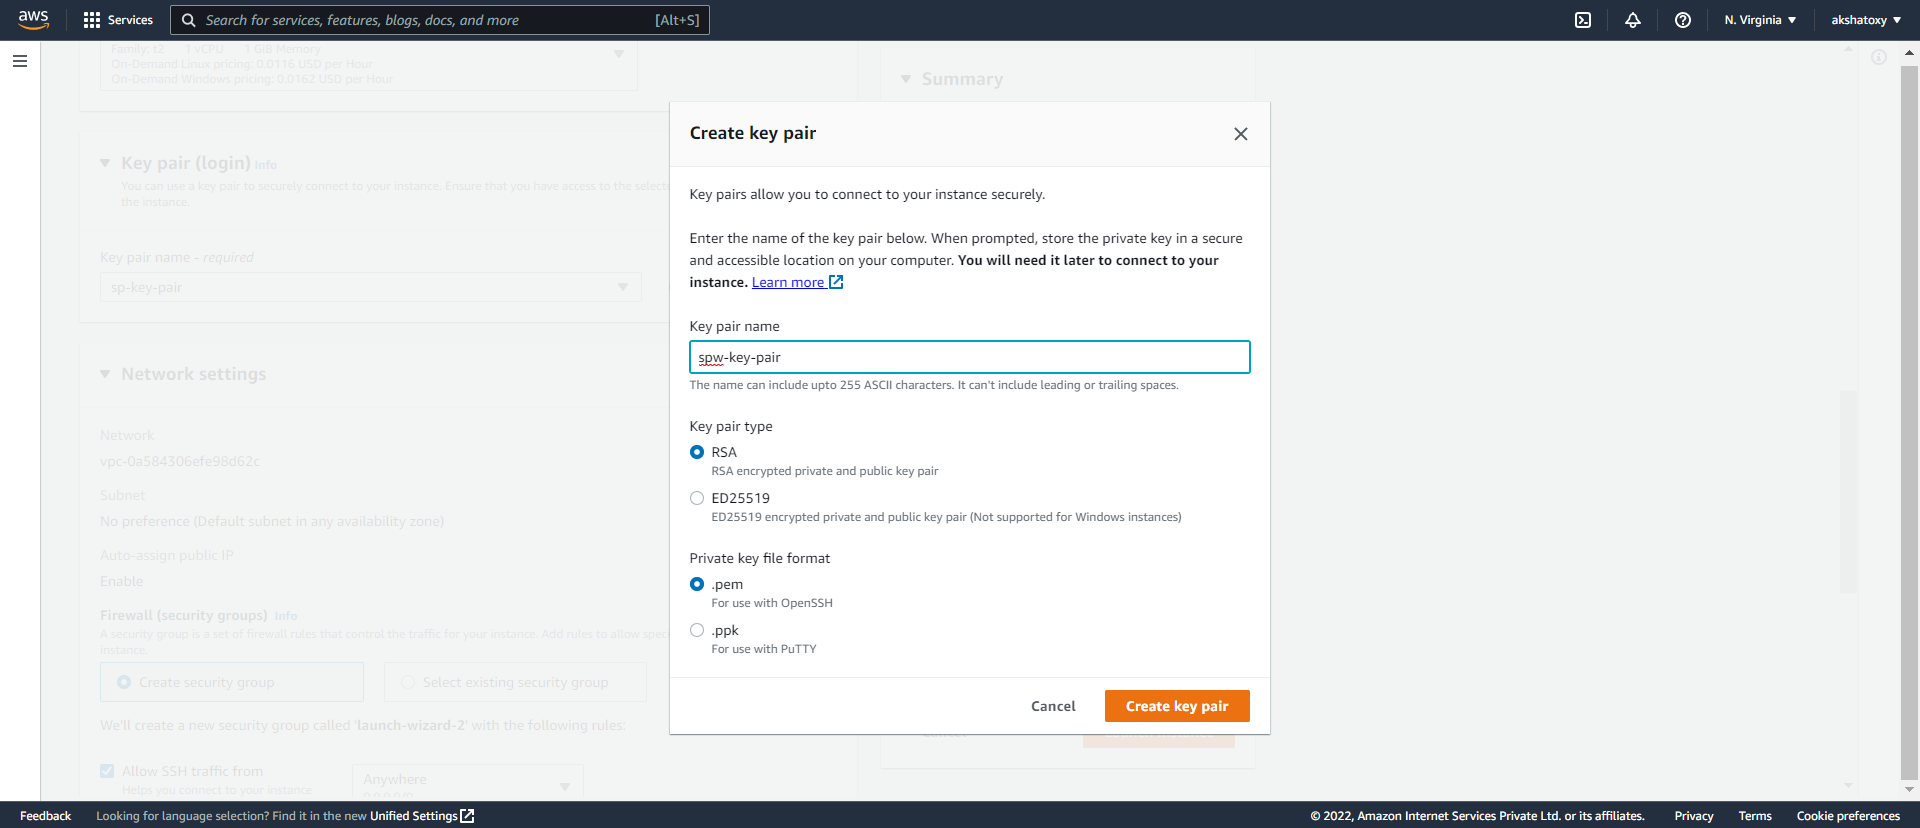 aws
Services
Search for services, features, blogs, docs, and more
[Alt+S]
N. Virginia
akshatoxy
Family: t2 1 vCPU 1 GiB Memory
On-Demand Linux pricing: 0.0116 USD per Hour
On-Demand Windows pricing: 0.0162 USD per Hour
Summary
Key pair (login) Info
You can use a key pair to securely connect to your instance. Ensure that you have access to the
the instance.
Key pair name - required
sp-key-pair
Network settings
Network
vpc-0a584306efe98d62c
Subnet
No preference (Default subnet in any availability zone)
Auto-assign public IP
Enable
Firewall (security groups) Info
A security group is a set of firewall rules that control the traffic for your instance. Add rules to allow
instance.
Create security group
Select existing security group
We'll create a new security group called 'launch-wizard-2' with the following rules:
Allow SSH traffic from
Helps you connect to your instance
Anywhere
Create key pair
Key pairs allow you to connect to your instance securely.
Enter the name of the key pair below. When prompted, store the private key in a secure
and accessible location on your computer. You will need it later to connect to your
instance. Learn more
Key pair name
spw-key-pair
The name can include upto 255 ASCII characters. It can't include leading or trailing spaces.
Key pair type
RSA
RSA encrypted private and public key pair
ED25519
ED25519 encrypted private and public key pair (Not supported for Windows instances)
Private key file format
.pem
For use with OpenSSH
.ppk
For use with PuTTY
Cancel
Create key pair
Feedback
Looking for language selection? Find it in the new Unified Settings
© 2022, Amazon Internet Services Private Ltd. or its affiliates.
Privacy
Terms
Cookie preferences